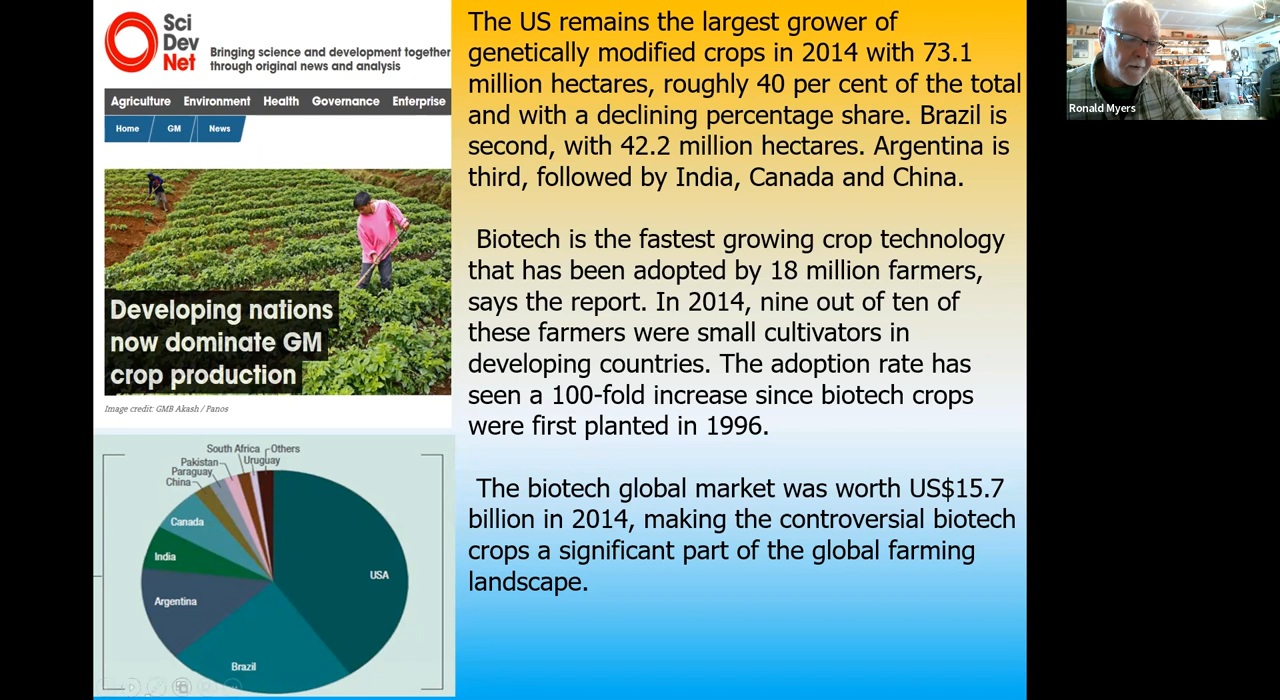 Sci
Dev
Net
Bringing science and development together
through original news and analysis
Agriculture Environment Health Governance Enterprise
Home GM News
Developing nations
now dominate GM
crop production
Image credit: GMB Akash / Panos
South Africa Others
Pakistan Uruguay
Paraguay
China
Canada
India
USA
Argentina
Brazil
The US remains the largest grower of
genetically modified crops in 2014 with 73.1
million hectares, roughly 40 per cent of the total
and with a declining percentage share. Brazil is
second, with 42.2 million hectares. Argentina is
third, followed by India, Canada and China.
Biotech is the fastest growing crop technology
that has been adopted by 18 million farmers,
says the report. In 2014, nine out of ten of
these farmers were small cultivators in
developing countries. The adoption rate has
seen a 100-fold increase since biotech crops
were first planted in 1996.
The biotech global market was worth US$15.7
billion in 2014, making the controversial biotech
crops a significant part of the global farming
landscape.
Ronald Myers